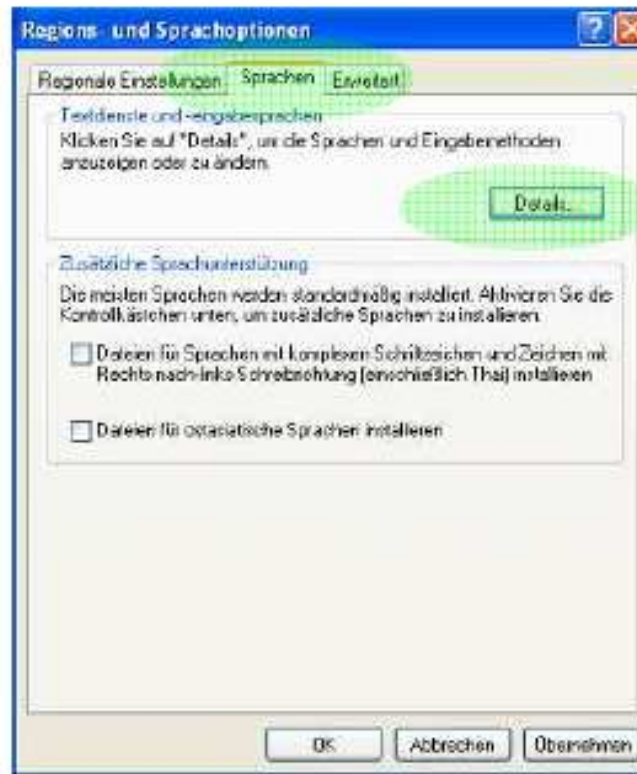 Regions- und Sprachoptionen
Regionale Einstellungen Sprachen Erweitert
Textdienste und -eingabesprachen
Klicken Sie auf "Details", um die Sprachen und Eingabemethoden
anzuzeigen oder zu ändern.
Details...
Zusätzliche Sprachunterstützung
Die meisten Sprachen werden standardmäßig installiert. Aktivieren Sie die
Kontrollkästchen unten, um zusätzliche Sprachen zu installieren.
Dateien für Sprachen mit komplexen Schriftzeichen und Zeichen mit
Rechts-nach-links-Schreibrichtung (einschließlich Thai) installieren
Dateien für ostasiatische Sprachen installieren
OK Abbrechen Übernehmen